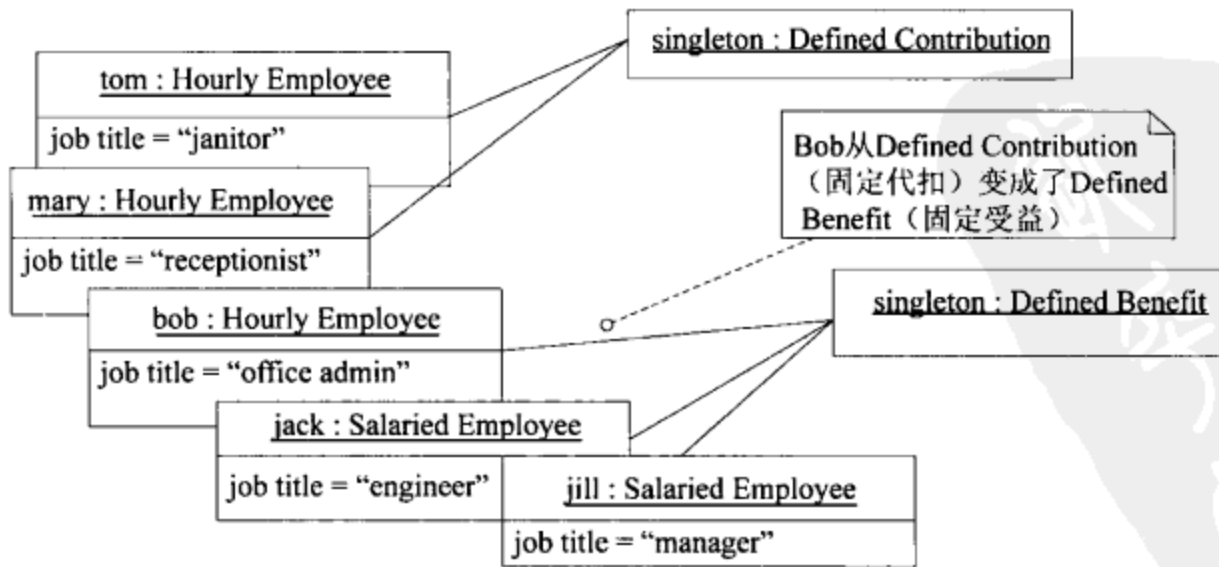 singleton : Defined Contribution
tom : Hourly Employee
job title = “janitor”
mary : Hourly Employee
job title = “receptionist”
Bob从Defined Contribution
（固定代扣）变成了Defined
Benefit（固定受益）
singleton : Defined Benefit
bob : Hourly Employee
job title = “office admin”
jack : Salaried Employee
job title = “engineer”
jill : Salaried Employee
job title = “manager”